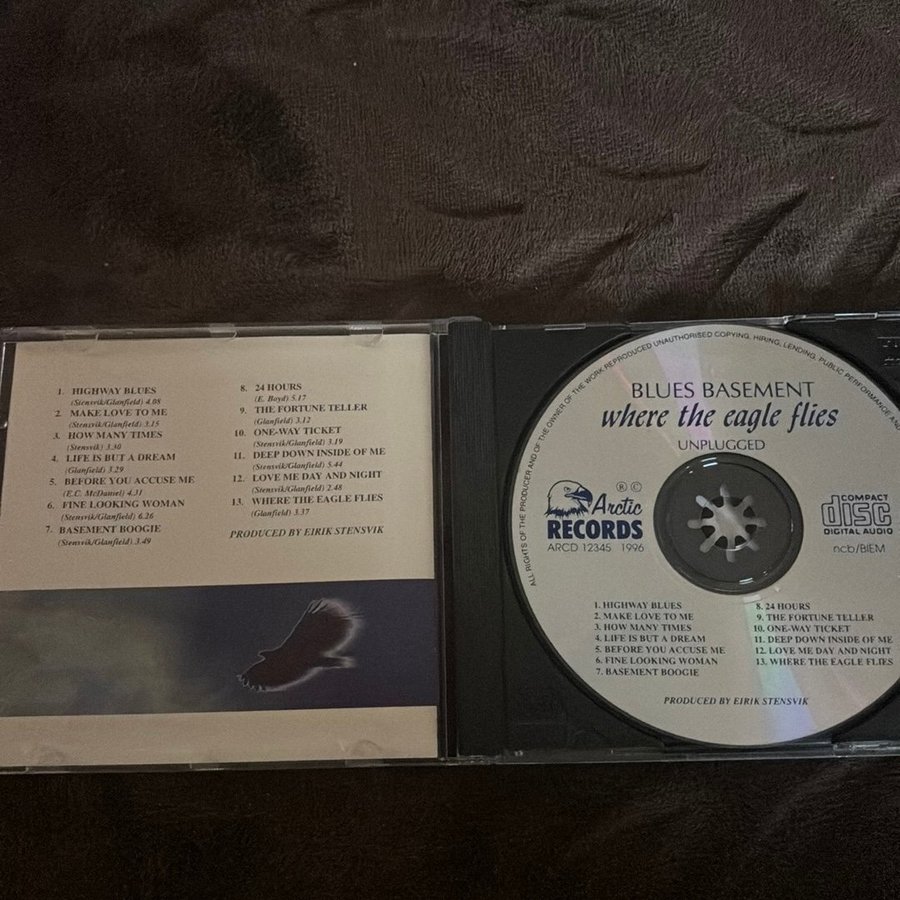 1. HIGHWAY BLUES
(Stensvik/Glanfield) 4.08
2. MAKE LOVE TO ME
(Stensvik/Glanfield) 3.15
3. HOW MANY TIMES
(Stensvik) 3.30
4. LIFE IS BUT A DREAM
(Glanfield) 3.29
5. BEFORE YOU ACCUSE ME
(E.C. McDaniel) 4.31
6. FINE LOOKING WOMAN
(Stensvik/Glanfield) 6.26
7. BASEMENT BOOGIE
(Stensvik/Glanfield) 3.49
8. 24 HOURS
(E. Boyd) 5.17
9. THE FORTUNE TELLER
(Glanfield) 3.12
10. ONE-WAY TICKET
(Stensvik/Glanfield) 3.19
11. DEEP DOWN INSIDE OF ME
(Stensvik/Glanfield) 5.44
12. LOVE ME DAY AND NIGHT
(Stensvik/Glanfield) 2.48
13. WHERE THE EAGLE FLIES
(Glanfield) 3.37
PRODUCED BY EIRIK STENSVIK
ALL RIGHTS OF THE PRODUCER AND OF THE OWNER OF THE WORK REPRODUCED UNAUTHORISED COPYING, HIRING, LENDING, PUBLIC PERFORMANCE AND
BLUES BASEMENT
where the eagle flies
UNPLUGGED
® ©
Arctic
RECORDS
ARCD 12345 1996
COMPACT
disc
DIGITAL AUDIO
ncb/BIEM
1. HIGHWAY BLUES
2. MAKE LOVE TO ME
3. HOW MANY TIMES
4. LIFE IS BUT A DREAM
5. BEFORE YOU ACCUSE ME
6. FINE LOOKING WOMAN
7. BASEMENT BOOGIE
8. 24 HOURS
9. THE FORTUNE TELLER
10. ONE-WAY TICKET
11. DEEP DOWN INSIDE OF ME
12. LOVE ME DAY AND NIGHT
13. WHERE THE EAGLE FLIES
PRODUCED BY EIRIK STENSVIK